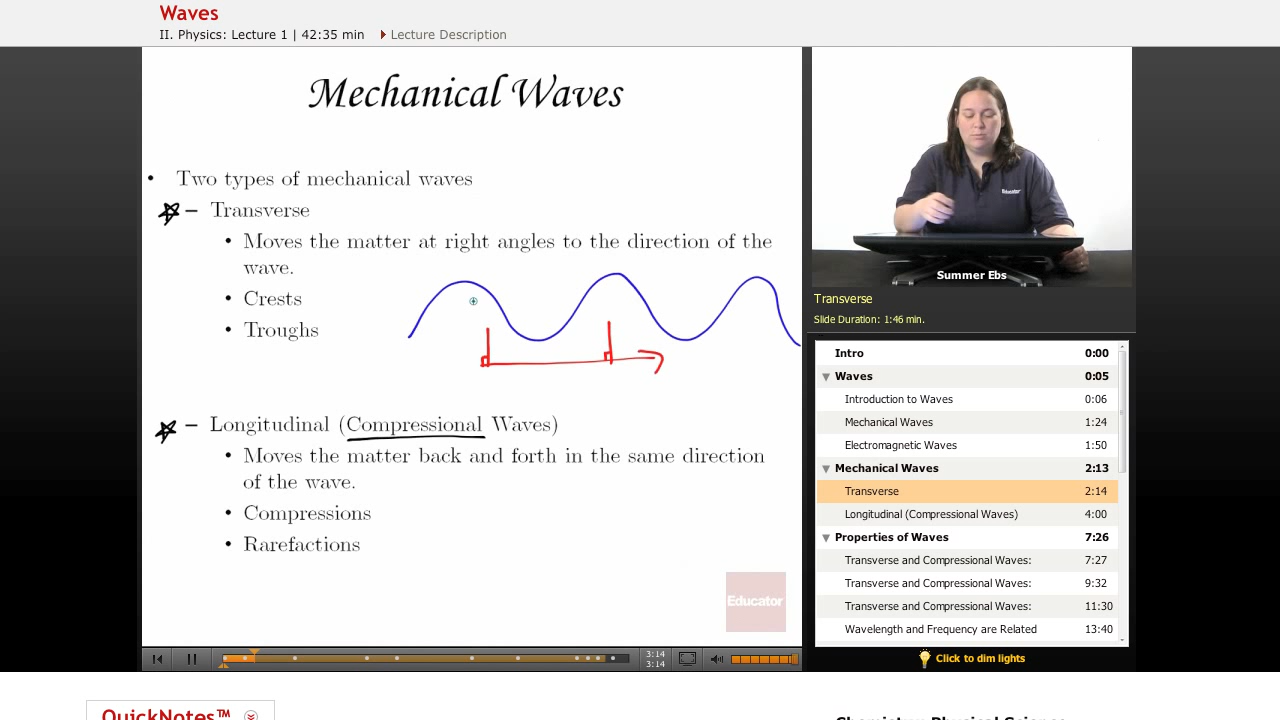 Waves
II. Physics: Lecture 1 | 42:35 min
Lecture Description
Mechanical Waves
• Two types of mechanical waves
– Transverse
• Moves the matter at right angles to the direction of the
wave.
• Crests
• Troughs
– Longitudinal (Compressional Waves)
• Moves the matter back and forth in the same direction
of the wave.
• Compressions
• Rarefactions
Educator
3:14
3:14
Educator
Summer Ebs
Transverse
Slide Duration: 1:46 min.
Intro 0:00
Waves 0:05
Introduction to Waves 0:06
Mechanical Waves 1:24
Electromagnetic Waves 1:50
Mechanical Waves 2:13
Transverse 2:14
Longitudinal (Compressional Waves) 4:00
Properties of Waves 7:26
Transverse and Compressional Waves: 7:27
Transverse and Compressional Waves: 9:32
Transverse and Compressional Waves: 11:30
Wavelength and Frequency are Related 13:40
Click to dim lights
QuickNotes™